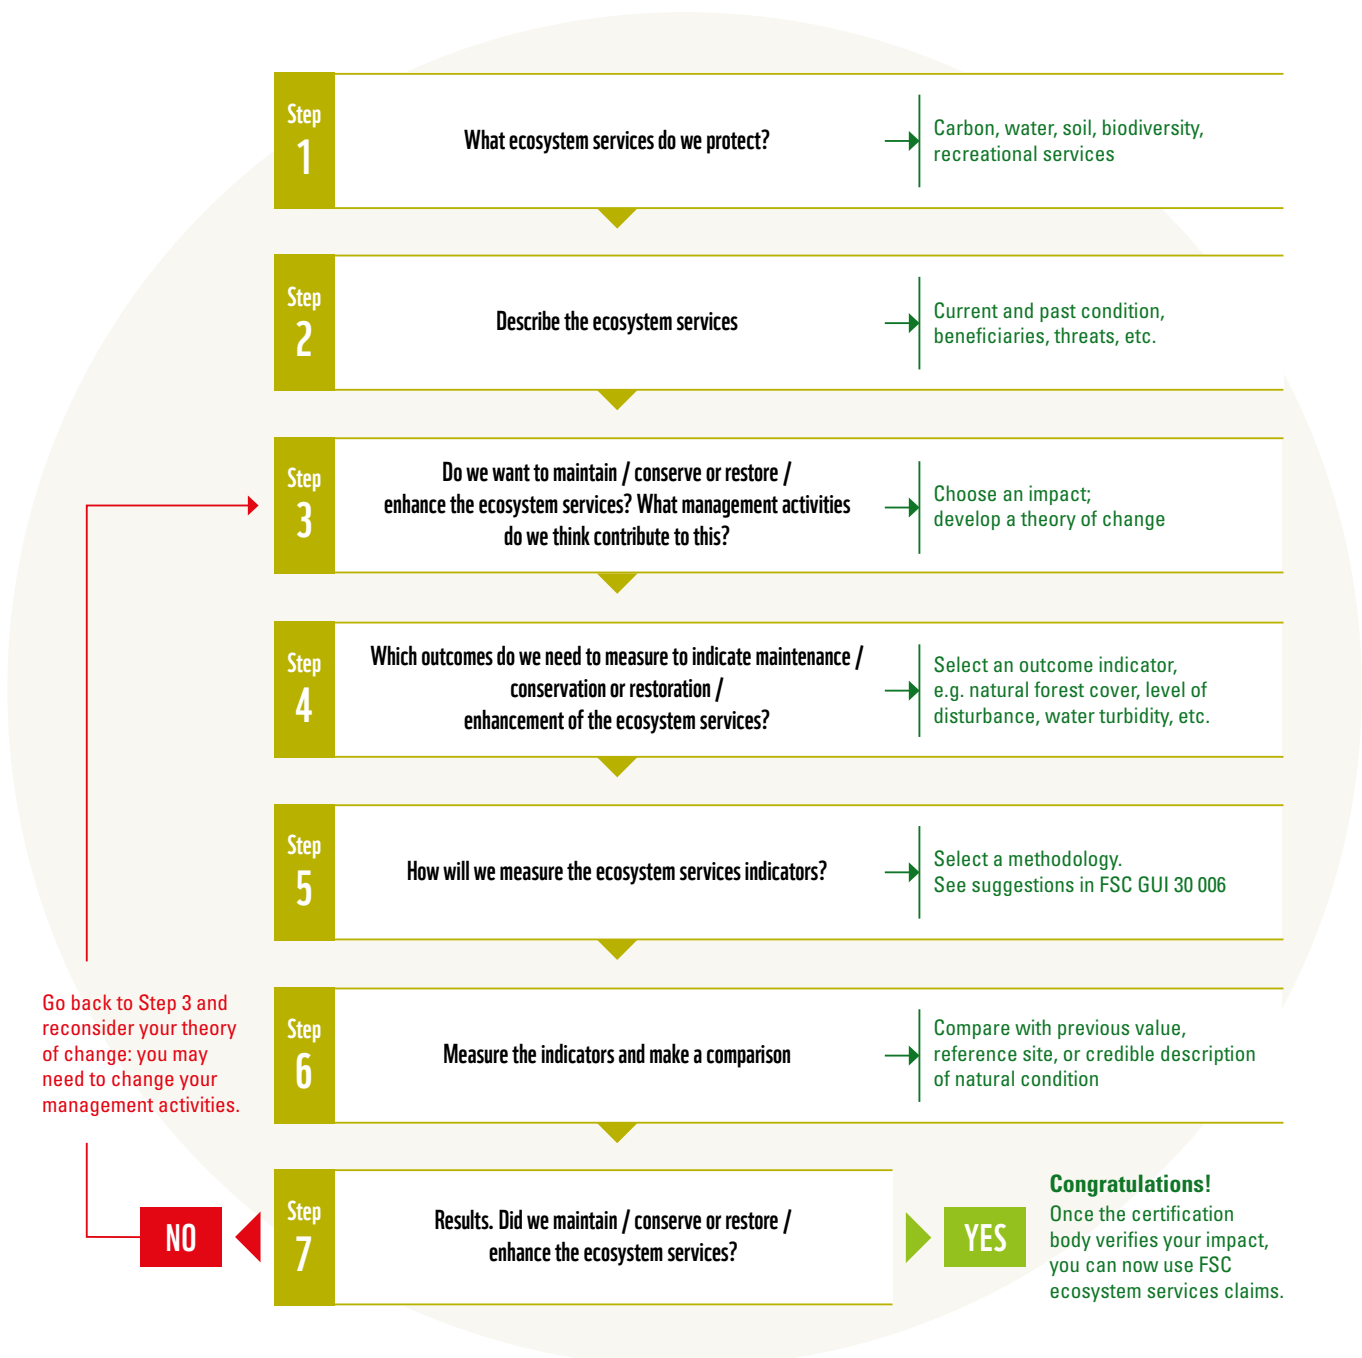 Step
1
What ecosystem services do we protect?
Carbon, water, soil, biodiversity,
recreational services
Step
2
Describe the ecosystem services
Current and past condition,
beneficiaries, threats, etc.
Step
3
Do we want to maintain / conserve or restore /
enhance the ecosystem services? What management activities
do we think contribute to this?
Choose an impact;
develop a theory of change
Step
4
Which outcomes do we need to measure to indicate maintenance /
conservation or restoration /
enhancement of the ecosystem services?
Select an outcome indicator,
e.g. natural forest cover, level of
disturbance, water turbidity, etc.
Step
5
How will we measure the ecosystem services indicators?
Select a methodology.
See suggestions in FSC GUI 30 006
Step
6
Measure the indicators and make a comparison
Compare with previous value,
reference site, or credible description
of natural condition
Go back to Step 3 and
reconsider your theory
of change: you may
need to change your
management activities.
NO
Step
7
Results. Did we maintain / conserve or restore /
enhance the ecosystem services?
YES
Congratulations!
Once the certification
body verifies your impact,
you can now use FSC
ecosystem services claims.